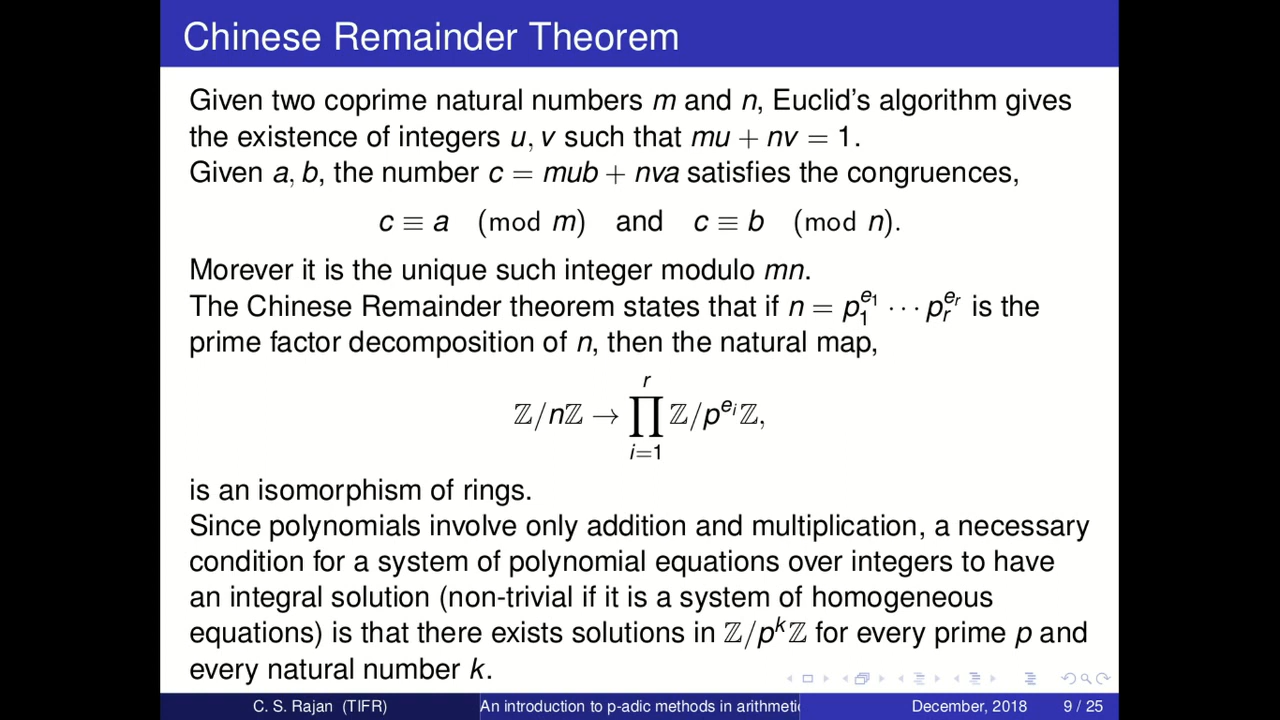 Chinese Remainder Theorem
Given two coprime natural numbers m and n, Euclid's algorithm gives
the existence of integers u, v such that mu + nv = 1.
Given a, b, the number c = mub + nva satisfies the congruences,
c ≡ a (mod m) and c ≡ b (mod n).
Morever it is the unique such integer modulo mn.
The Chinese Remainder theorem states that if n = p_1^{e_1} ⋯ p_r^{e_r} is the
prime factor decomposition of n, then the natural map,
ℤ/nℤ → ∏_{i=1}^{r} ℤ/p^{e_i}ℤ,
is an isomorphism of rings.
Since polynomials involve only addition and multiplication, a necessary
condition for a system of polynomial equations over integers to have
an integral solution (non-trivial if it is a system of homogeneous
equations) is that there exists solutions in ℤ/p^kℤ for every prime p and
every natural number k.
C. S. Rajan (TIFR) An introduction to p-adic methods in arithmetic December, 2018 9 / 25